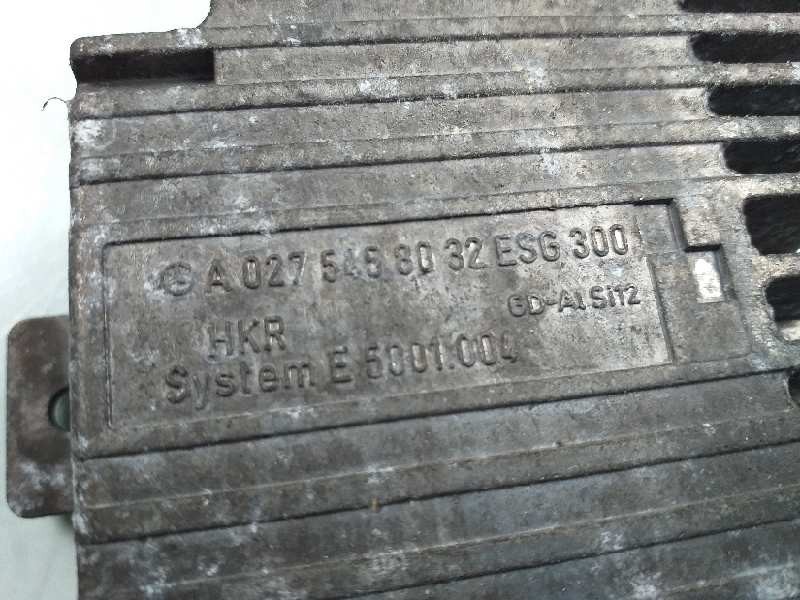 A 027 545 80 32 ESG 300
GD-AlSi12
HKR
System E 5001.004